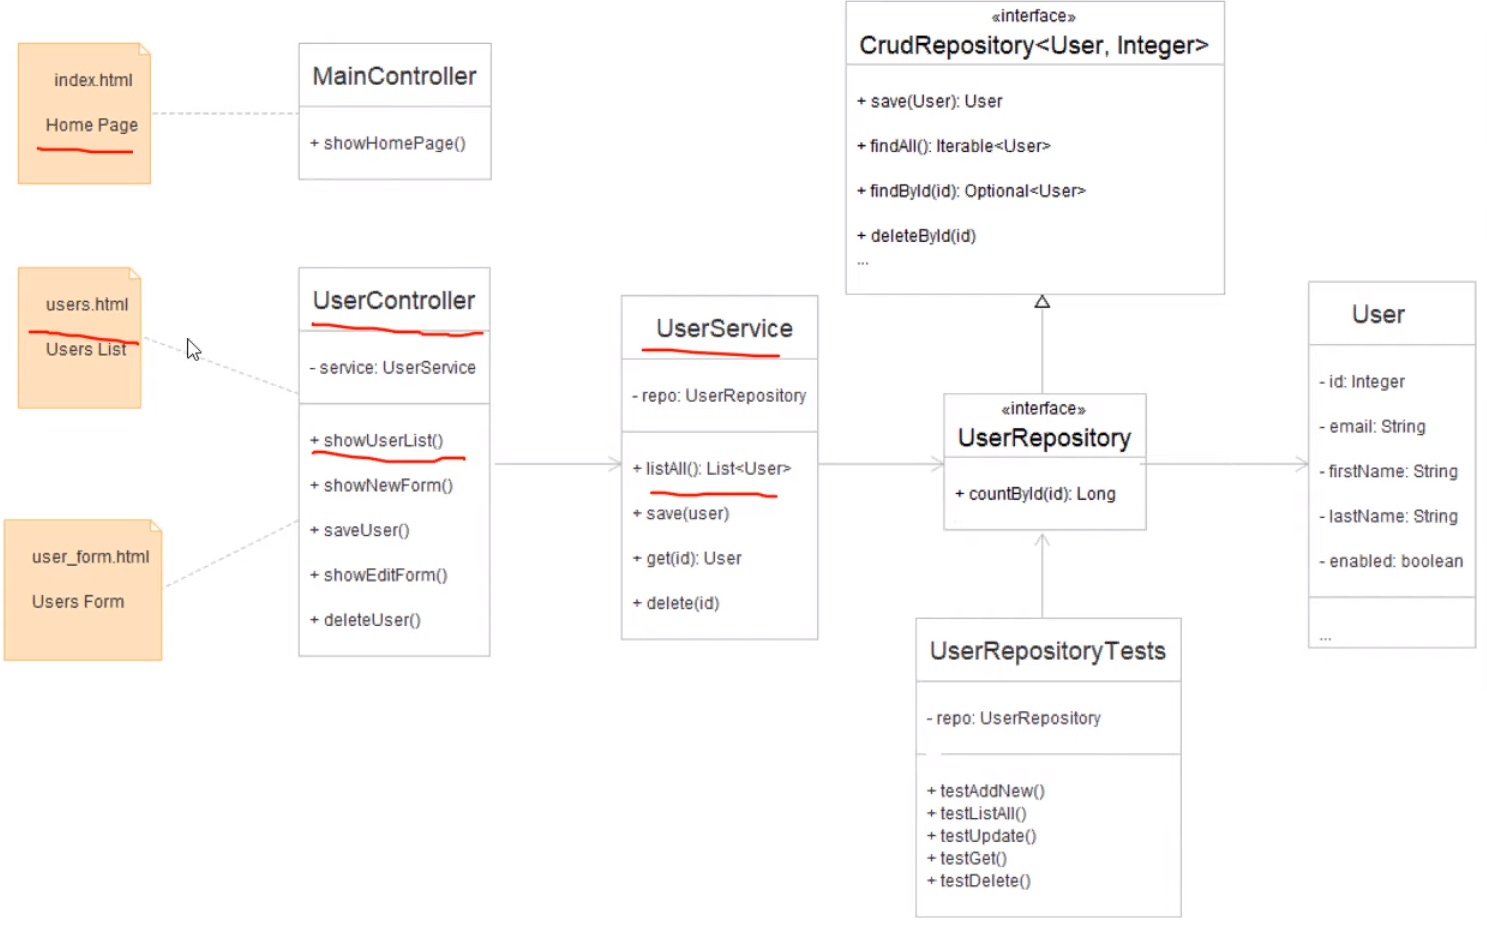 index.html
Home Page
MainController
+ showHomePage()
users.html
Users List
user_form.html
Users Form
UserController
- service: UserService
+ showUserList()
+ showNewForm()
+ saveUser()
+ showEditForm()
+ deleteUser()
UserService
- repo: UserRepository
+ listAll(): List<User>
+ save(user)
+ get(id): User
+ delete(id)
«interface»
CrudRepository<User, Integer>
+ save(User): User
+ findAll(): Iterable<User>
+ findById(id): Optional<User>
+ deleteById(id)
...
«interface»
UserRepository
+ countById(id): Long
UserRepositoryTests
- repo: UserRepository
+ testAddNew()
+ testListAll()
+ testUpdate()
+ testGet()
+ testDelete()
User
- id: Integer
- email: String
- firstName: String
- lastName: String
- enabled: boolean
...